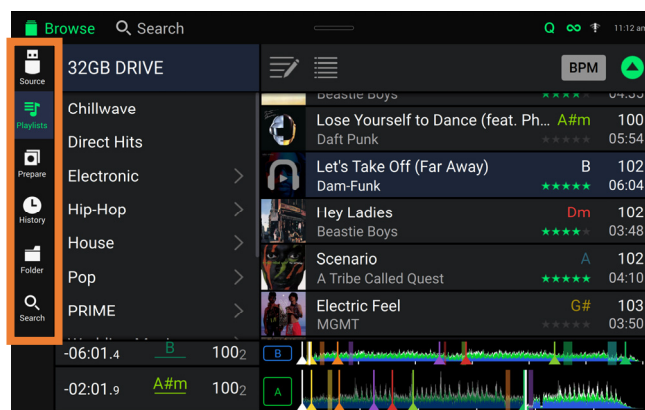 Browse Search Q 11:12 am
Source
Playlists
Prepare
History
Folder
Search
32GB DRIVE
Chillwave
Direct Hits
Electronic
Hip-Hop
House
Pop
PRIME
BPM
Beastie Boys 04:35
Lose Yourself to Dance (feat. Ph... A#m 100
Daft Punk 05:54
Let's Take Off (Far Away) B 102
Dam-Funk 06:04
Hey Ladies Dm 102
Beastie Boys 03:48
Scenario A 102
A Tribe Called Quest 04:10
Electric Feel G# 103
MGMT 03:50
-06:01.4 B 1002 B
-02:01.9 A#m 1002 A